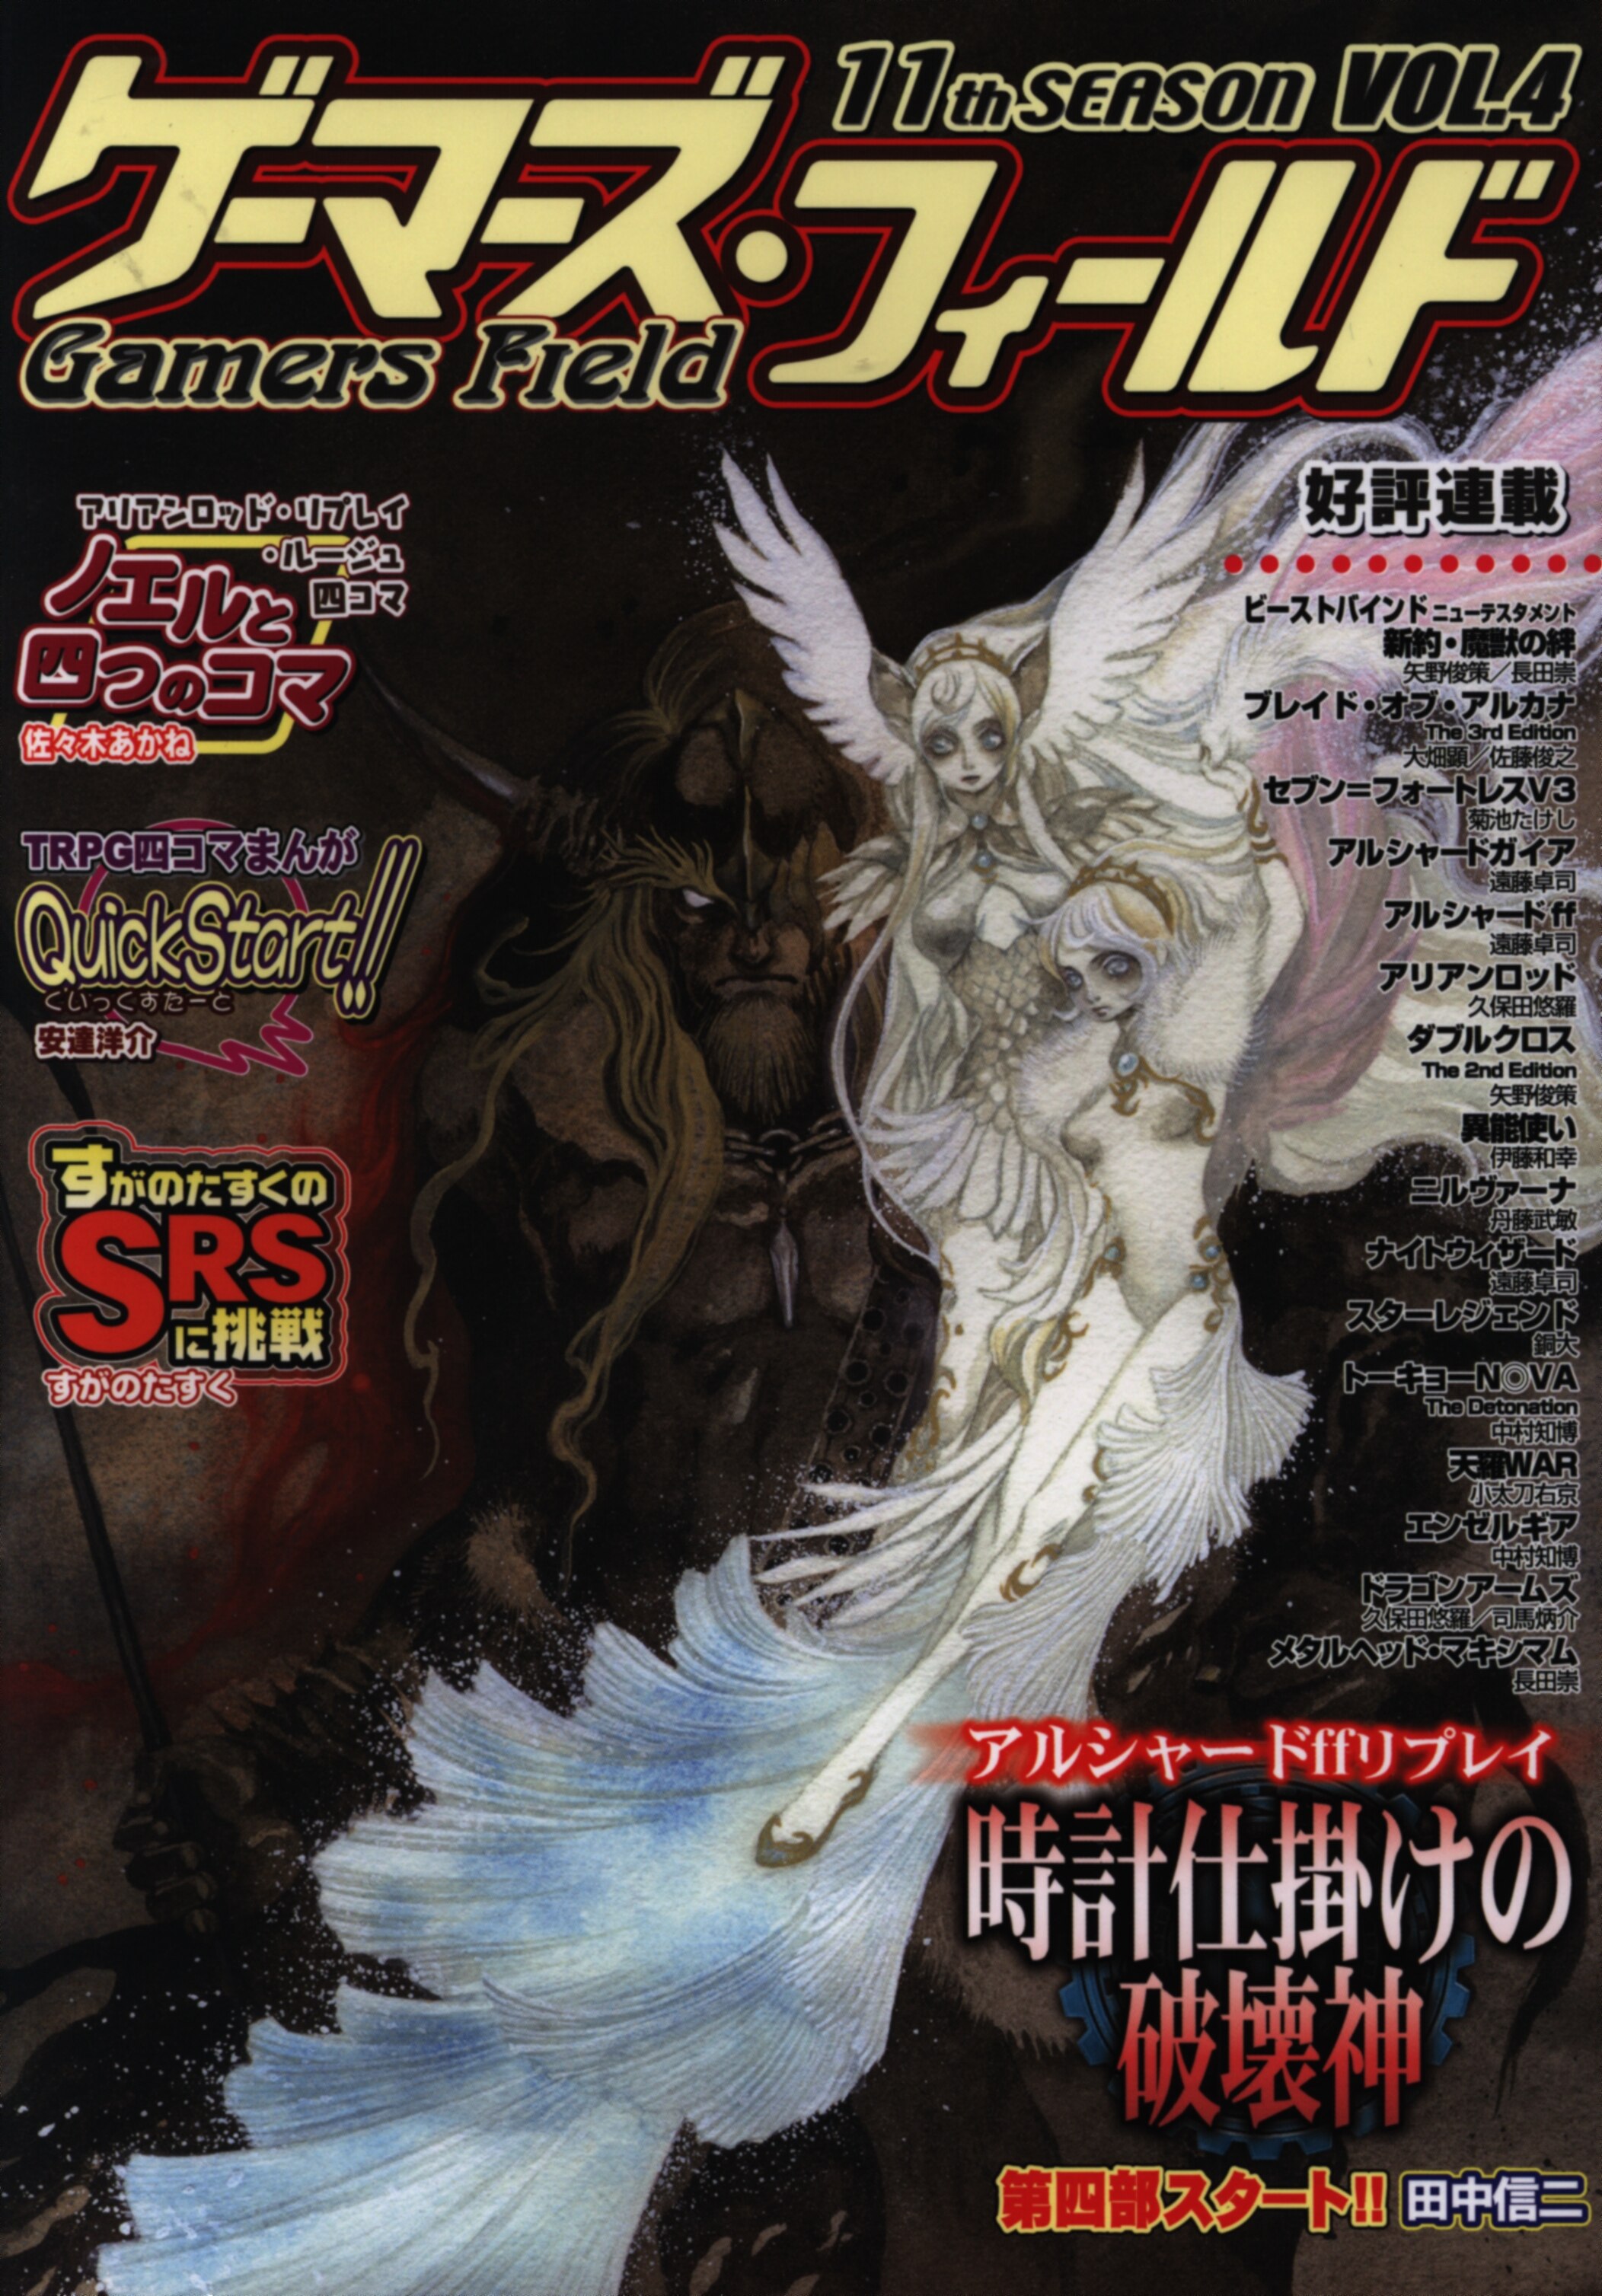 11th SEASON VOL.4
ゲーマーズ・フィールド
Gamers Field
アリアンロッド・リプレイ
・ルージュ
四コマ
ノエルと
四つのコマ
佐々木あかね
TRPG四コマまんが
QuickStart!!
くいっくすたーと
安達洋介
すがのたすくの
SRS
に挑戦
すがのたすく
好評連載
ビーストバインド ニューテスタメント
新約・魔獣の絆
矢野俊策／長田崇
ブレイド・オブ・アルカナ
The 3rd Edition
大畑顕／佐藤俊之
セブン=フォートレスV3
菊池たけし
アルシャードガイア
遠藤卓司
アルシャードff
遠藤卓司
アリアンロッド
久保田悠羅
ダブルクロス
The 2nd Edition
矢野俊策
異能使い
伊藤和幸
ニルヴァーナ
丹藤武敏
ナイトウィザード
遠藤卓司
スターレジェンド
銅大
トーキョーN◎VA
The Detonation
中村知博
天羅WAR
小太刀右京
エンゼルギア
中村知博
ドラゴンアームズ
久保田悠羅／司馬炳介
メタルヘッド・マキシマム
長田崇
アルシャードffリプレイ
時計仕掛けの
破壊神
第四部スタート!! 田中信二